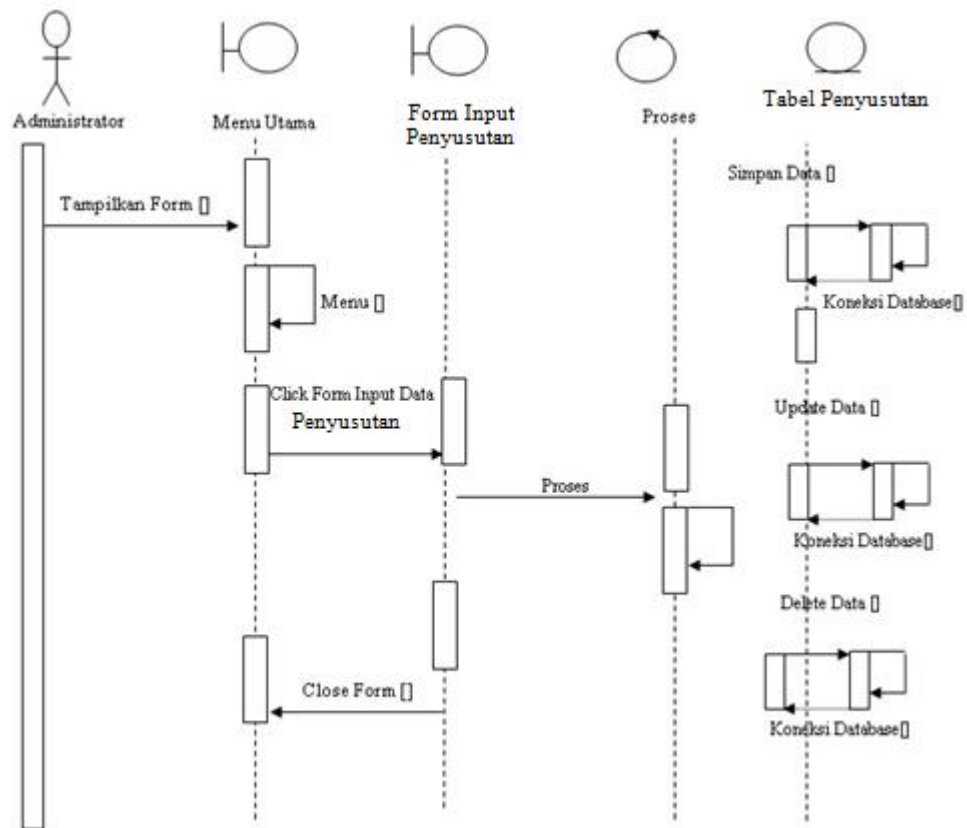 Administrator
Menu Utama
Form Input
Penyusutan
Proses
Tabel Penyusutan
Simpan Data []
Tampilkan Form []
Menu []
Koneksi Database[]
Click Form Input Data
Penyusutan
Update Data []
Proses
Koneksi Database[]
Delete Data []
Close Form []
Koneksi Database[]